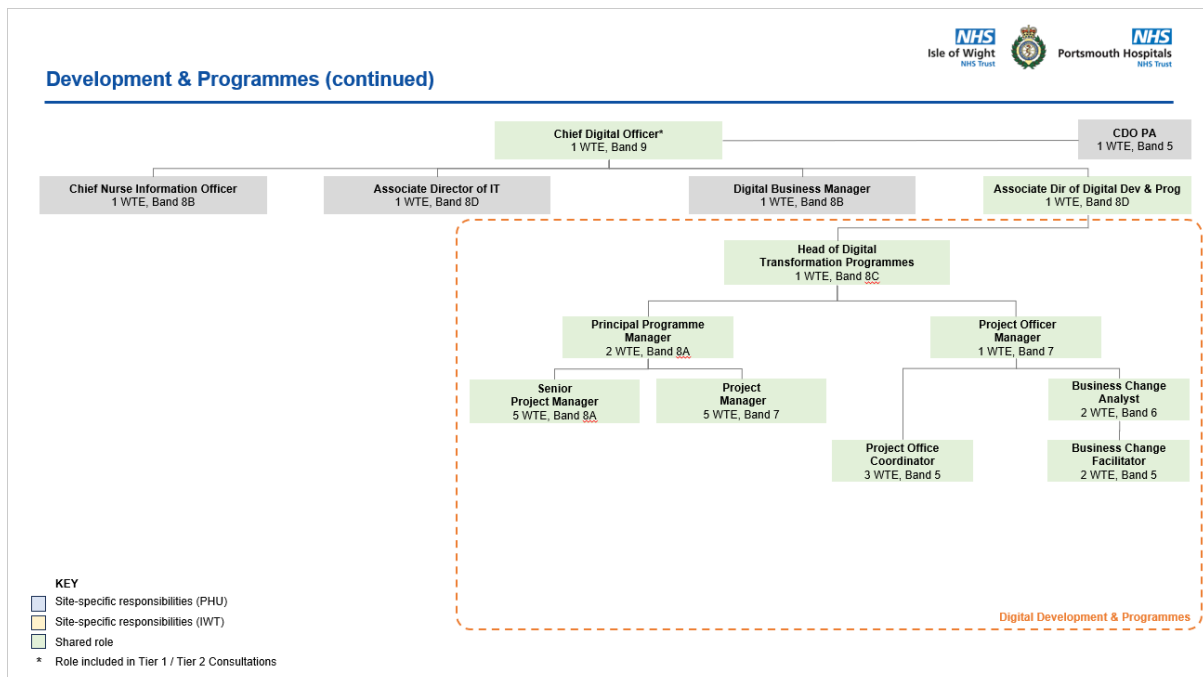 NHS
Isle of Wight
NHS Trust
NHS
Portsmouth Hospitals
NHS Trust
Development & Programmes (continued)
Chief Digital Officer*
1 WTE, Band 9
CDO PA
1 WTE, Band 5
Chief Nurse Information Officer
1 WTE, Band 8B
Associate Director of IT
1 WTE, Band 8D
Digital Business Manager
1 WTE, Band 8B
Associate Dir of Digital Dev & Prog
1 WTE, Band 8D
Head of Digital
Transformation Programmes
1 WTE, Band 8C
Principal Programme
Manager
2 WTE, Band 8A
Project Officer
Manager
1 WTE, Band 7
Senior
Project Manager
5 WTE, Band 8A
Project
Manager
5 WTE, Band 7
Business Change
Analyst
2 WTE, Band 6
Project Office
Coordinator
3 WTE, Band 5
Business Change
Facilitator
2 WTE, Band 5
KEY
Site-specific responsibilities (PHU)
Site-specific responsibilities (IWT)
Shared role
* Role included in Tier 1 / Tier 2 Consultations
Digital Development & Programmes